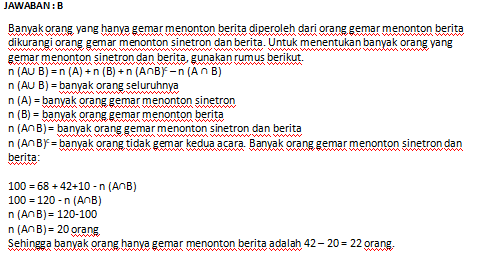 JAWABAN : B
Banyak orang yang hanya gemar menonton berita diperoleh dari orang gemar menonton berita
dikurangi orang gemar menonton sinetron dan berita. Untuk menentukan banyak orang yang
gemar menonton sinetron dan berita, gunakan rumus berikut.
n (A∪ B) = n (A) + n (B) + n (A∩B)ᶜ – n (A ∩ B)
n (A∪ B) = banyak orang seluruhnya
n (A) = banyak orang gemar menonton sinetron
n (B) = banyak orang gemar menonton berita
n (A∩B) = banyak orang gemar menonton sinetron dan berita
n (A∩B)ᶜ = banyak orang tidak gemar kedua acara. Banyak orang gemar menonton sinetron dan
berita:
100 = 68 + 42+10 - n (A∩B)
100 = 120 - n (A∩B)
n (A∩B) = 120-100
n (A∩B) = 20 orang
Sehingga banyak orang hanya gemar menonton berita adalah 42 – 20 = 22 orang.